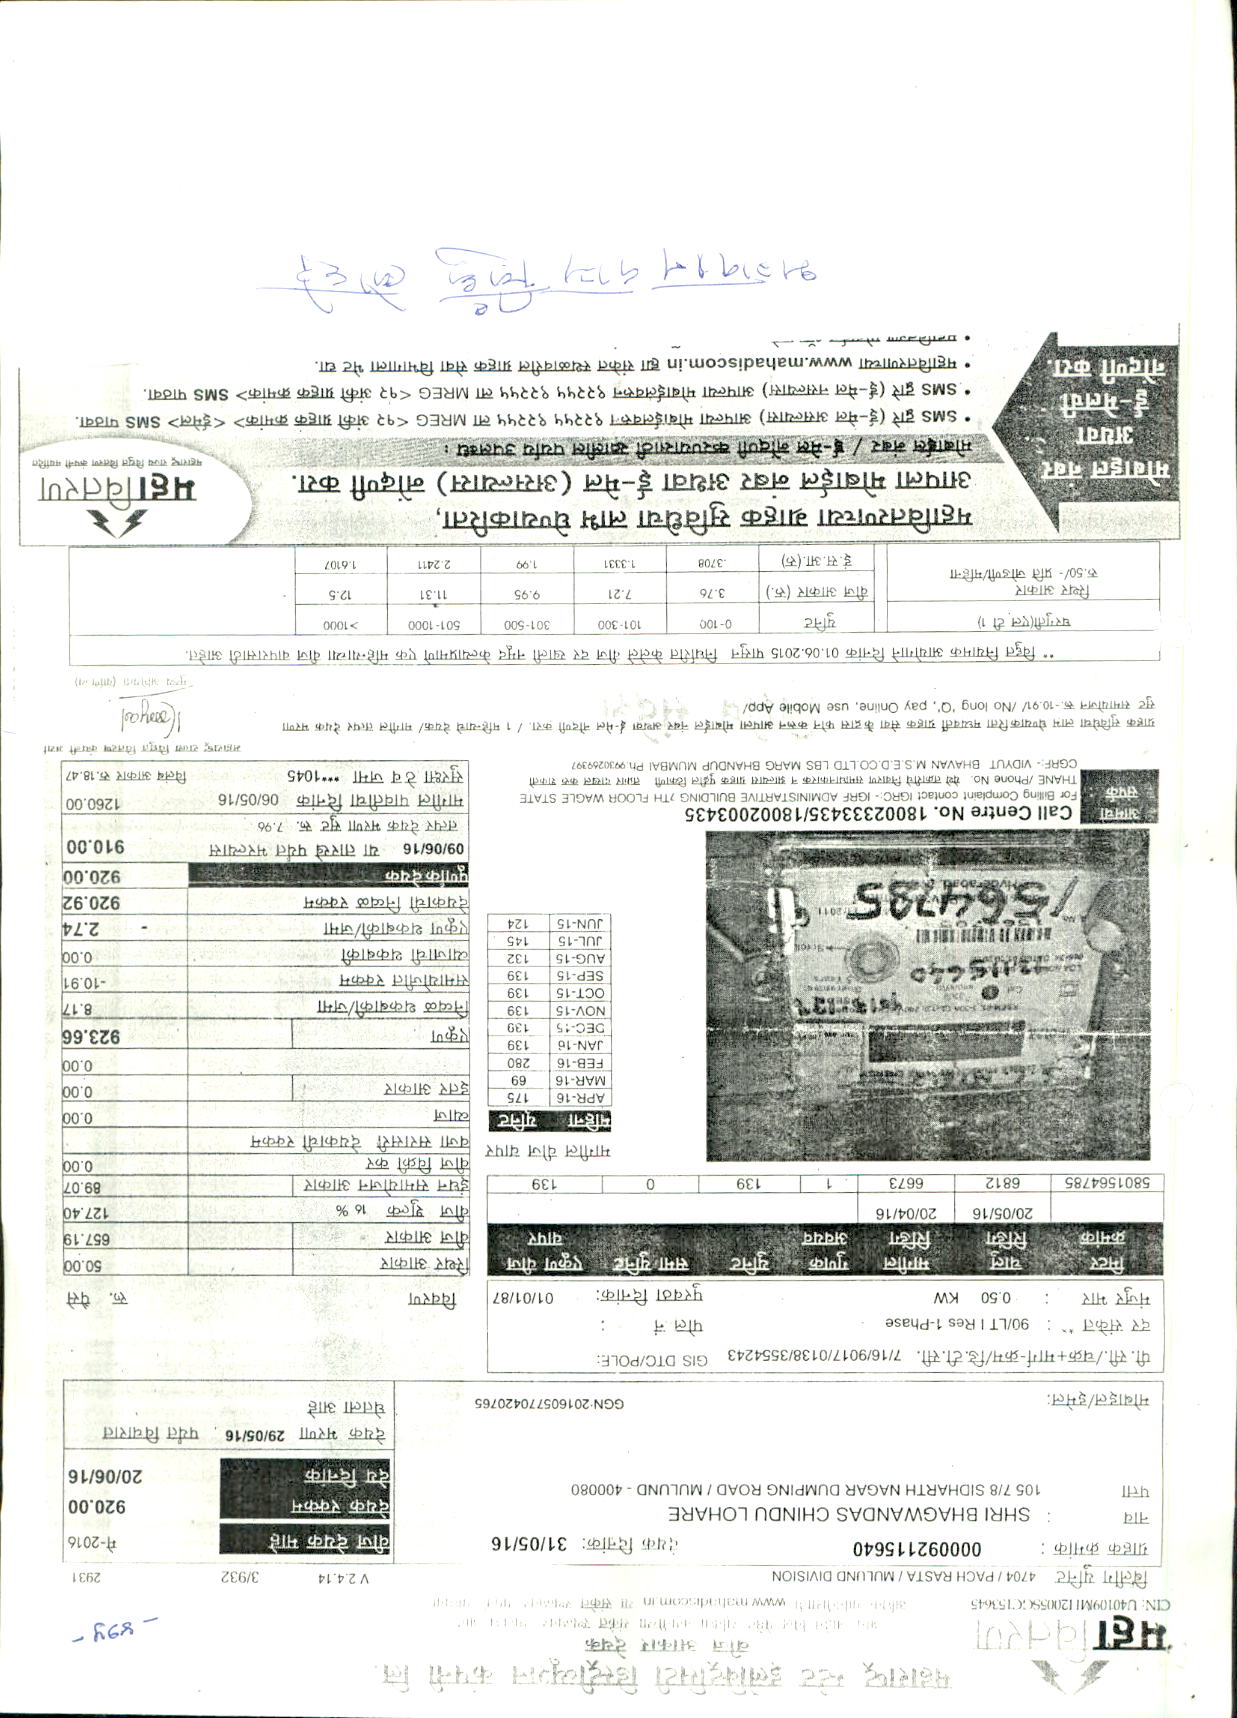 महाराष्ट्र स्टेट इलेक्ट्रिसिटी डिस्ट्रीब्यूशन कंपनी लि.
महावितरण
वीज आकार देयक
- ४१५ -
CIN: U40109MH2005SGC153645
www.mahadiscom.in या संकेत
बिलींग युनिट 4704 / PACH RASTA / MULUND DIVISION V 2.4.14 3/932 2931
ग्राहक क्रमांक : 000092115640 देयक दिनांक: 31/05/16
नाव : SHRI BHAGWANDAS CHINDU LOHARE
पत्ता 105 7/8 SIDHARTH NAGAR DUMPING ROAD / MULUND - 400080
मोबाइल/इमेल: GGN:201605770420765
वीज देयक माहे मे-2016
देयक रक्कम 920.00
देय दिनांक 20/06/16
देयक भरणा 29/05/16 पर्यंत विचारात
घेतला आहे
पी.सी./चक्र+मार्ग-क्रम/डि.टी.सी. 7/16/9017/0138/3554243 GIS DTC/POLE:
दर संकेत ** : 90/LT I Res 1-Phase पोल नं :
मंजुर भार : 0.50 KW पुरवठा दिनांक: 01/01/87
मिटर क्रमांक चालु रिडिंग मागील रिडिंग गुणक अवयव युनिट समा युनिट एकूण वीज वापर
20/05/16 20/04/16
5801564785 6812 6673 1 139 0 139
मागील वीज वापर
महिना युनिट
APR-16 175
MAR-16 69
FEB-16 280
JAN-16 139
DEC-15 139
NOV-15 139
OCT-15 139
SEP-15 139
AUG-15 132
JUL-15 145
JUN-15 124
विवरण रू. पैसे
स्थिर आकार 50.00
वीज आकार 657.19
वीज शुल्क 16 % 127.40
इंधन समायोजन आकार 89.07
वीज विक्री कर 0.00
वजा सरासरी देयकाची रक्कम
व्याज 0.00
इतर आकार 0.00
0.00
एकूण 923.66
निव्वळ थकबाकी/जमा 8.17
समायोजीत रक्कम -10.91
व्याजाची थकबाकी 0.00
एकूण थकबाकी/जमा - 2.74
देयकाची निव्वळ रक्कम 920.92
पूर्णांक देयक 920.00
09/06/16 या तारखे पर्यंत भरल्यास 910.00
तत्पर देयक भरणा सुट रू. 7.96
मागील पावतीचा दिनांक 06/05/16 1260.00
सुरक्षा ठेव जमा ***1045 विलंब आकार रु.18.47
महाराष्ट्र राज्य विद्युत वितरण कंपनी मर्या
मुख्य अभियंता (वाणिज्य)
आमचा संपर्क
Call Centre No. 18002333435/18002003435
For Billing Complaint contact IGRC:- IGRF ADMINISTARTIVE BUILDING 7TH FLOOR WAGLE STATE
THANE /Phone No. येथे तक्रारीचे निवारण समाधानकारक न झाल्यास ग्राहक पुढील ठिकाणी तक्रार दाखल करु शकतो
CGRF:- VIDYUT BHAVAN M.S.E.D.CO.LTD LBS MARG BHANDUP MUMBAI Ph.9930269397
ग्राहक सुविधेचा लाभ घेण्याकरिता मध्यवर्ती ग्राहक सेवा केंद्रास फोन करून आपला मोबाईल नंबर अथवा ई-मेल नोंदणी करा. / 1 महिन्याचे देयक/ मागील तत्पर देयक भरणा
सुट समायोजन रू.-10.91/ /No long 'Q', pay Online, use Mobile App/
** विद्युत नियामक आयोगाने दिनांक 01.06.2015 पासुन निर्धारीत केलेले वीज दर खाली नमूद केल्याप्रमाणे एक महिन्याच्या वीज वापरासाठी आहेत.
घरगुती(एल टी 1) युनिट 0-100 101-300 301-500 501-1000 >1000
स्थिर आकार वीज आकार (रु.) 3.76 7.21 9.95 11.31 12.5
रु.50/- प्रति जोडणी/महिना इं.स.आ.(रु) .3708 1.3331 1.99 2.2411 1.6107
मोबाइल नंबर
अथवा
ई-मेलची
नोंदणी करा.
महावितरणच्या ग्राहक सुविधेचा लाभ घेण्याकरिता,
आपला मोबाईल नंबर अथवा ई-मेल (असल्यास) नोंदणी करा.
मोबाईल नंबर / ई-मेल नोंदणी करण्यासाठी खालील पर्याय उपलब्ध :
• SMS द्वारे (ई-मेल असल्यास) आपल्या मोबाईलवरुन ९२२५५ ९२२५५ ला MREG <१२ अंकी ग्राहक क्रमांक> <ईमेल> SMS पाठवा.
• SMS द्वारे (ई-मेल नसल्यास) आपल्या मोबाईलवरुन ९२२५५ ९२२५५ ला MREG <१२ अंकी ग्राहक क्रमांक> SMS पाठवा.
• महावितरणाच्या www.mahadiscom.in ह्या संकेत स्थळावरील ग्राहक सेवा विभागाला भेट द्या.
महावितरण
महाराष्ट्र राज्य विद्युत वितरण कंपनी मर्यादित
भगवान दास चिंधु लोहारे